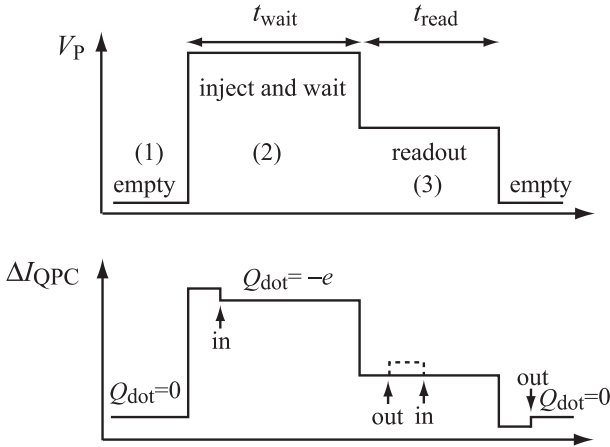 t_wait t_read
V_P
inject and wait
(1) (2) readout
empty (3) empty
ΔI_QPC
Q_dot= −e
in
Q_dot=0 out Q_dot=0
out in